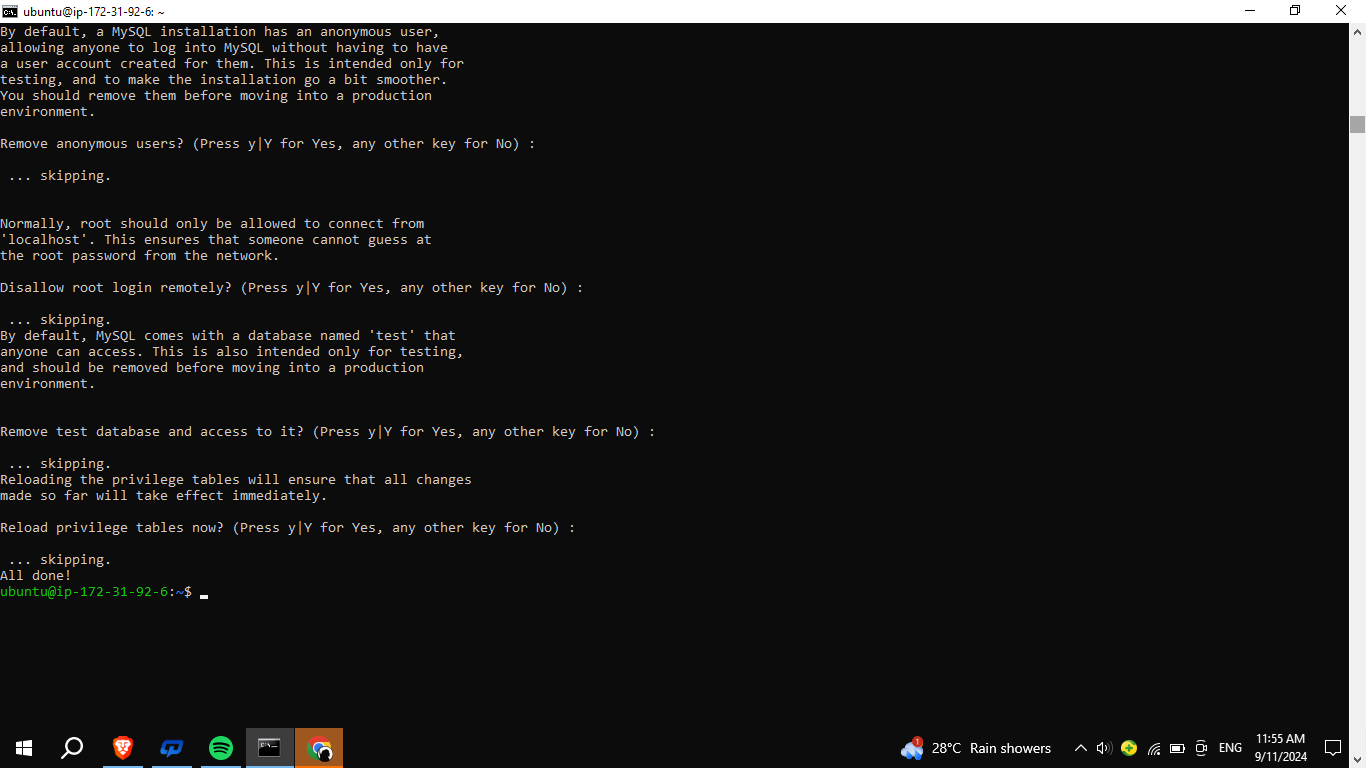 ubuntu@ip-172-31-92-6: ~
By default, a MySQL installation has an anonymous user,
allowing anyone to log into MySQL without having to have
a user account created for them. This is intended only for
testing, and to make the installation go a bit smoother.
You should remove them before moving into a production
environment.
Remove anonymous users? (Press y|Y for Yes, any other key for No) :
... skipping.
Normally, root should only be allowed to connect from
'localhost'. This ensures that someone cannot guess at
the root password from the network.
Disallow root login remotely? (Press y|Y for Yes, any other key for No) :
... skipping.
By default, MySQL comes with a database named 'test' that
anyone can access. This is also intended only for testing,
and should be removed before moving into a production
environment.
Remove test database and access to it? (Press y|Y for Yes, any other key for No) :
... skipping.
Reloading the privilege tables will ensure that all changes
made so far will take effect immediately.
Reload privilege tables now? (Press y|Y for Yes, any other key for No) :
... skipping.
All done!
ubuntu@ip-172-31-92-6:~$
1
28°C Rain showers
ENG
11:55 AM
9/11/2024